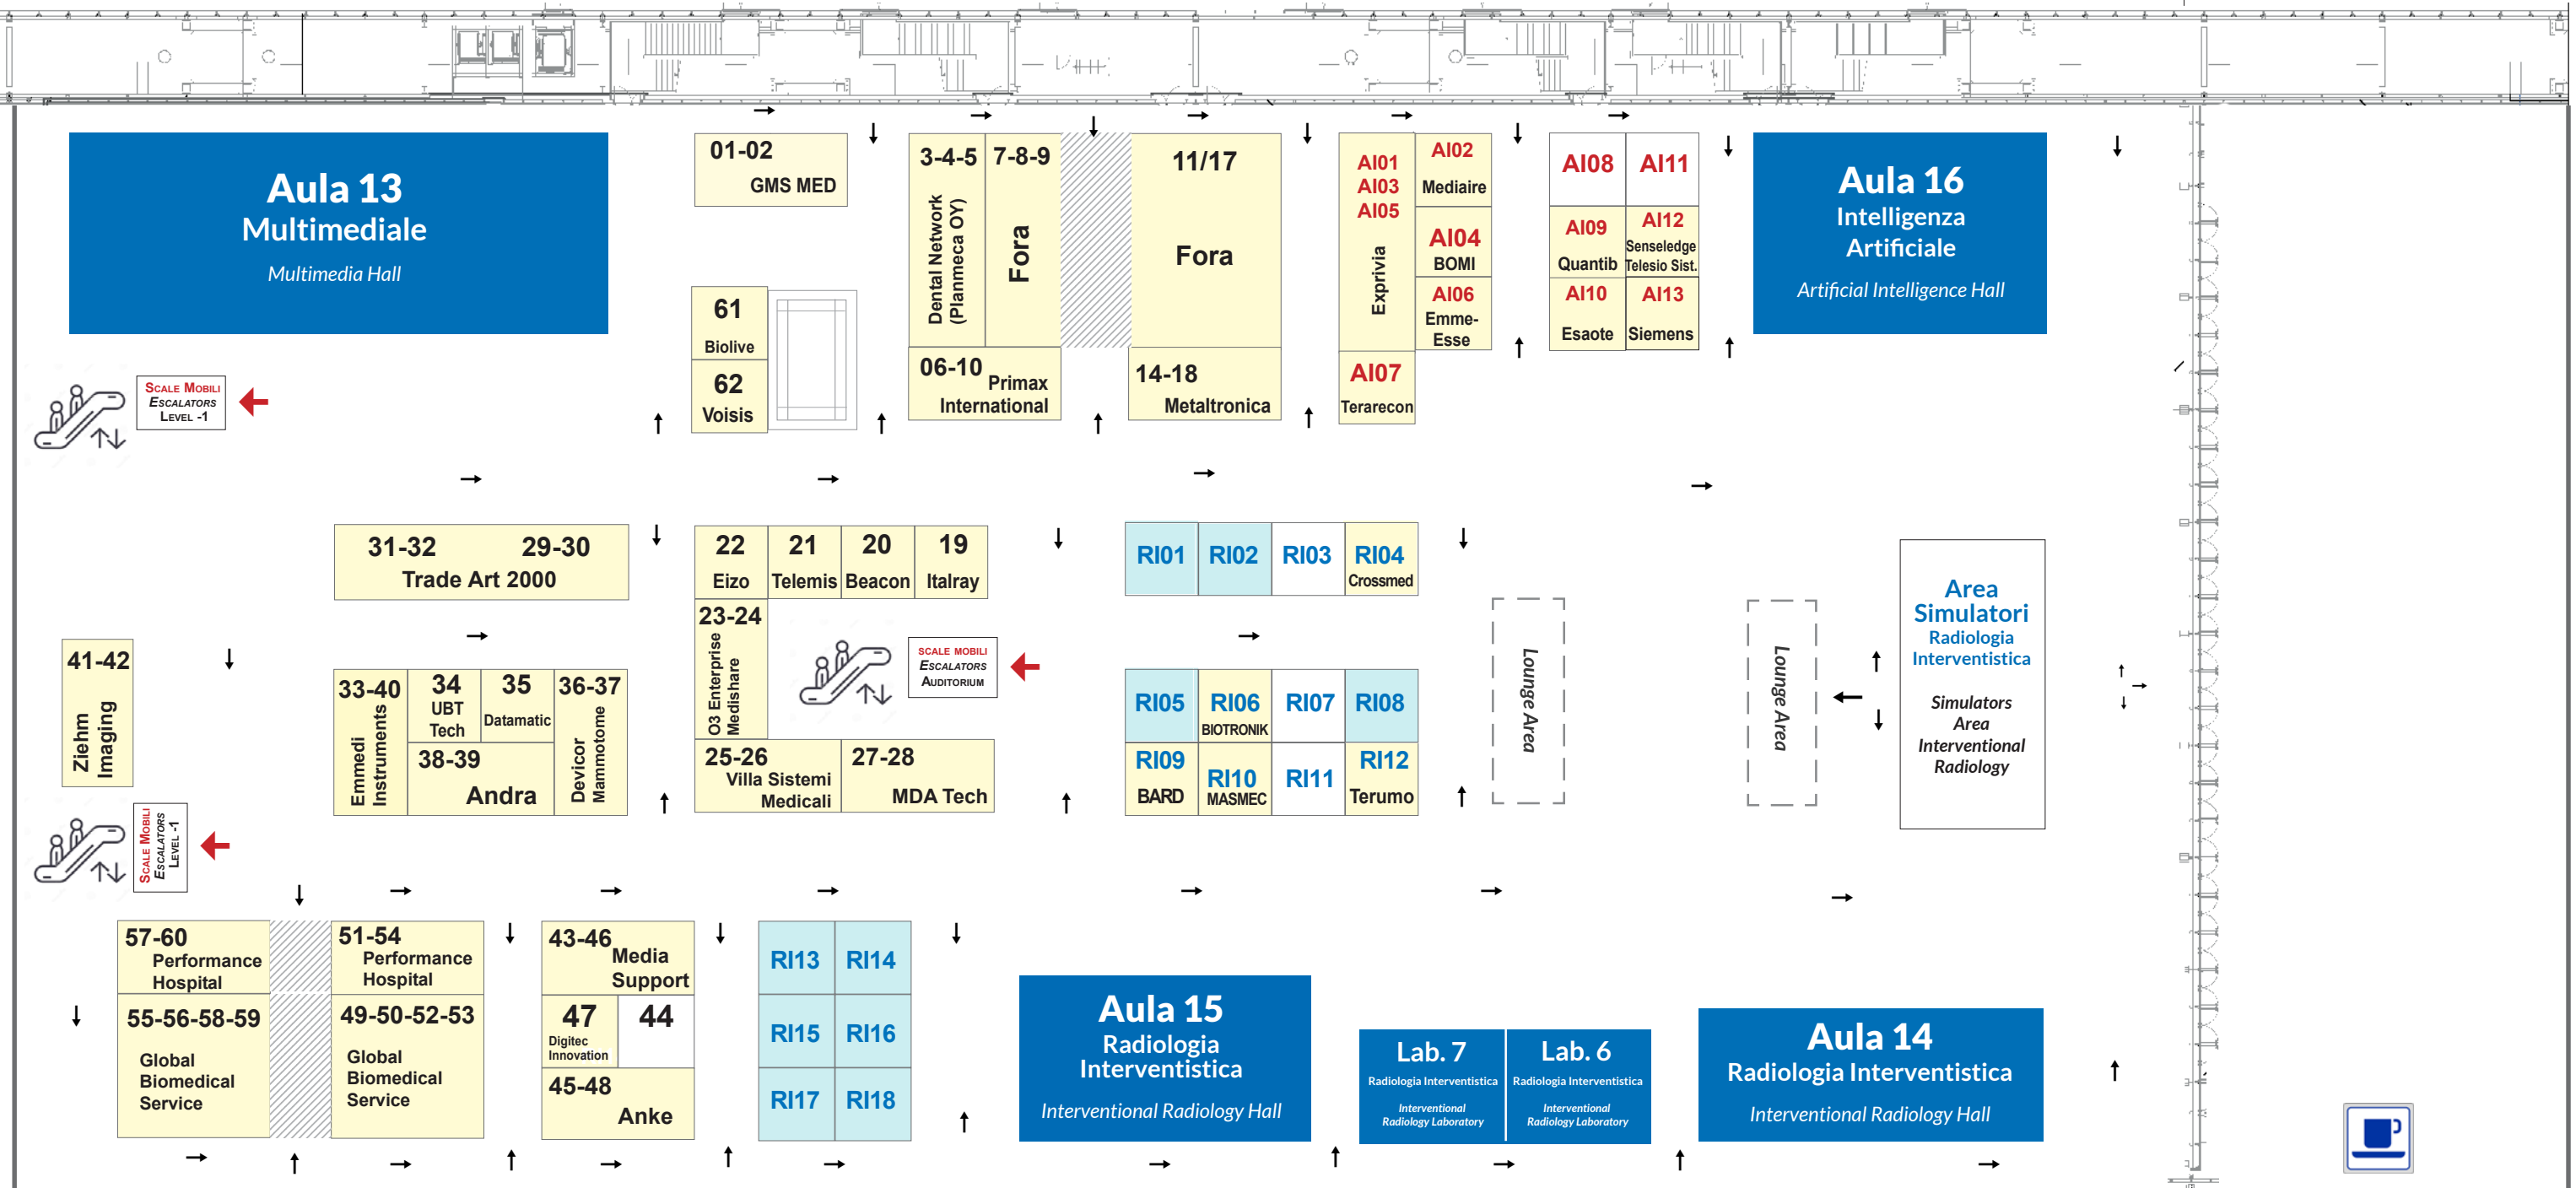 Aula 13
Multimediale
Multimedia Hall
01-02
GMS MED
3-4-5
Dental Network
(Planmeca OY)
7-8-9
Fora
11/17
Fora
06-10
Primax
International
14-18
Metaltronica
61
Biolive
62
Voisis
AI01
AI03
AI05
Exprivia
AI02
Mediaire
AI04
BOMI
AI06
Emme-
Esse
AI07
Terarecon
AI08
AI11
AI09
Quantib
AI12
Senseledge
Telesio Sist.
AI10
Esaote
AI13
Siemens
Aula 16
Intelligenza
Artificiale
Artificial Intelligence Hall
SCALE MOBILI
ESCALATORS
LEVEL -1
31-32
29-30
Trade Art 2000
22
Eizo
21
Telemis
20
Beacon
19
Italray
23-24
O3 Enterprise
Medishare
SCALE MOBILI
ESCALATORS
AUDITORIUM
25-26
Villa Sistemi
Medicali
27-28
MDA Tech
RI01
RI02
RI03
RI04
Crossmed
RI05
RI06
BIOTRONIK
RI07
RI08
RI09
BARD
RI10
MASMEC
RI11
RI12
Terumo
Lounge Area
Lounge Area
Area
Simulatori
Radiologia
Interventistica
Simulators
Area
Interventional
Radiology
41-42
Ziehm
Imaging
33-40
Emmedi
Instruments
34
UBT
Tech
35
Datamatic
36-37
Devicor
Mammotome
38-39
Andra
SCALE MOBILI
ESCALATORS
LEVEL -1
57-60
Performance
Hospital
55-56-58-59
Global
Biomedical
Service
51-54
Performance
Hospital
49-50-52-53
Global
Biomedical
Service
43-46
Media
Support
47
Digitec
Innovation
44
45-48
Anke
RI13
RI14
RI15
RI16
RI17
RI18
Aula 15
Radiologia
Interventistica
Interventional Radiology Hall
Lab. 7
Radiologia Interventistica
Interventional
Radiology Laboratory
Lab. 6
Radiologia Interventistica
Interventional
Radiology Laboratory
Aula 14
Radiologia Interventistica
Interventional Radiology Hall